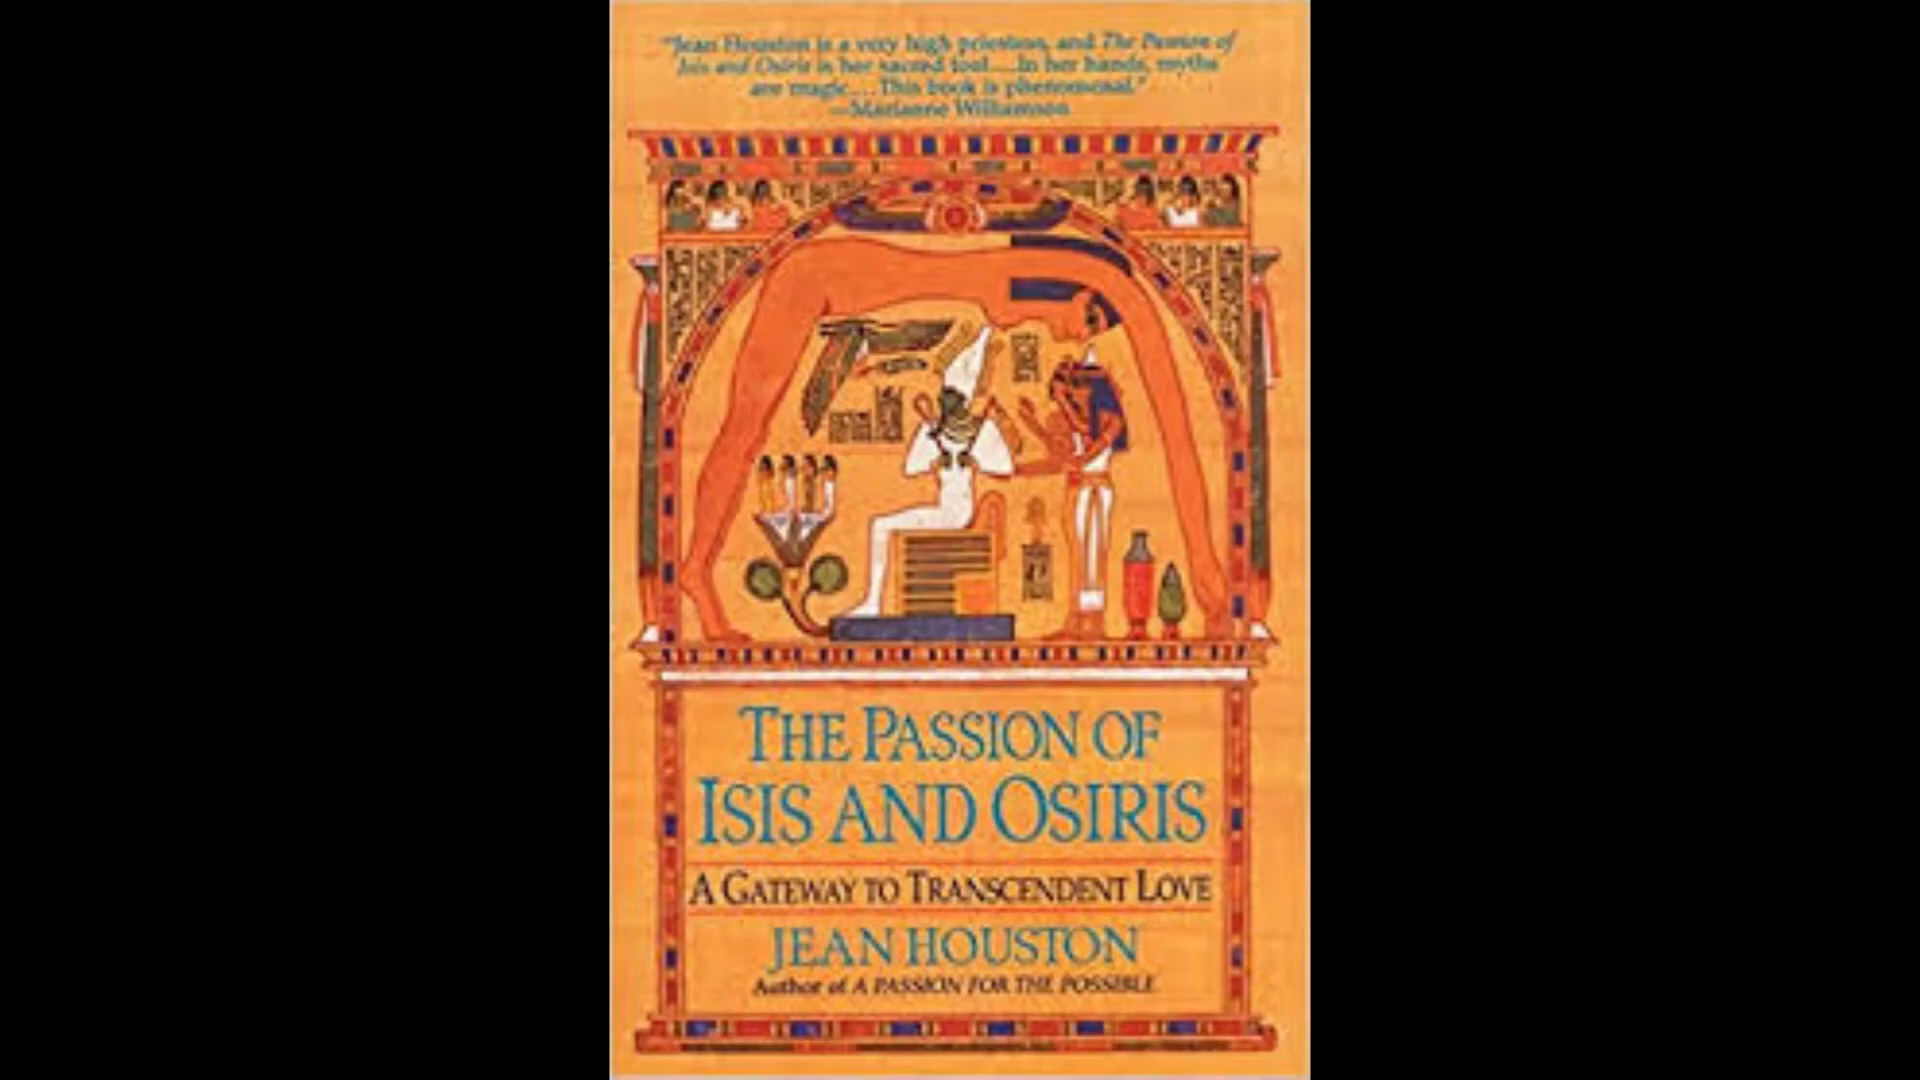 "Jean Houston is a very high priestess, and The Passion of
Isis and Osiris is her sacred tool....In her hands, myths
are magic....This book is phenomenal."
—Marianne Williamson
THE PASSION OF
ISIS AND OSIRIS
A GATEWAY TO TRANSCENDENT LOVE
JEAN HOUSTON
Author of A PASSION FOR THE POSSIBLE